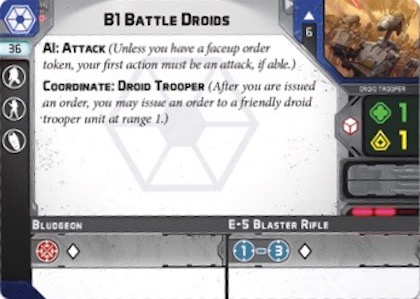 B1 Battle Droids
6
36
AI: Attack (Unless you have a faceup order
token, your first action must be an attack, if able.)
Coordinate: Droid Trooper (After you are issued
an order, you may issue an order to a friendly droid
trooper unit at range 1.)
Droid Trooper
1
1
Bludgeon
E-5 Blaster Rifle
1-3